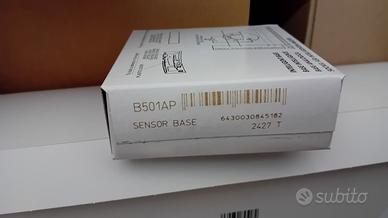 B501AP
SENSOR BASE
6430030845182
2427 T
subito